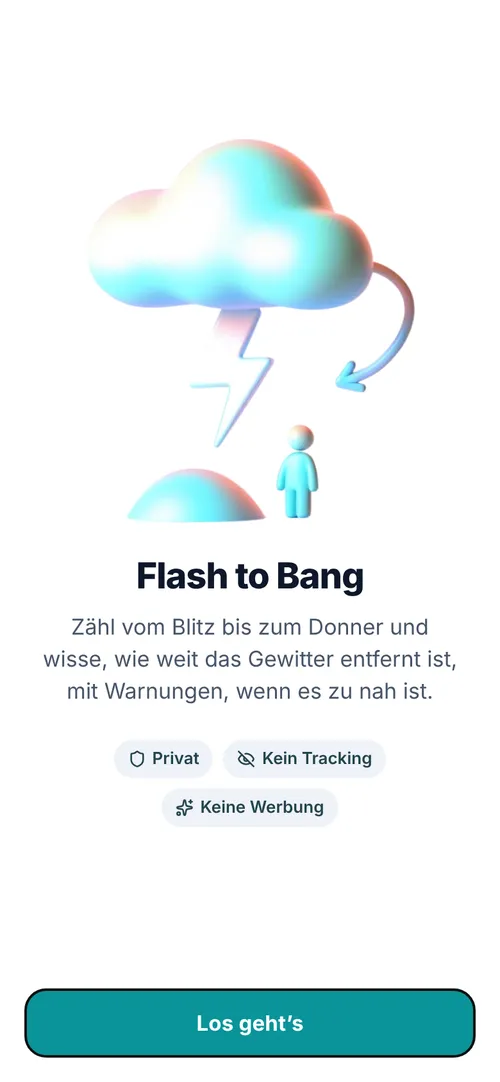 Flash to Bang
Zähl vom Blitz bis zum Donner und
wisse, wie weit das Gewitter entfernt ist,
mit Warnungen, wenn es zu nah ist.
Privat
Kein Tracking
Keine Werbung
Los geht’s